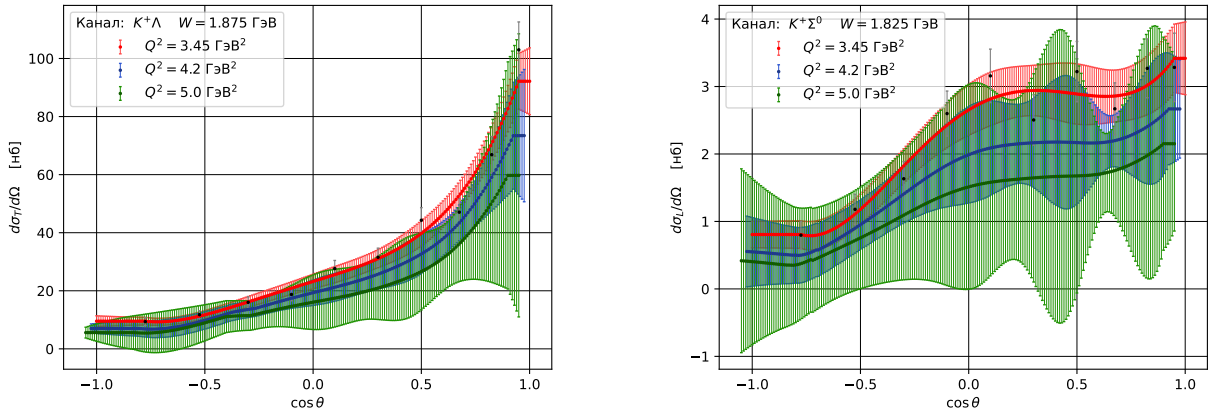 Канал: K⁺Λ W = 1.875 ГэВ
Q² = 3.45 ГэВ²
Q² = 4.2 ГэВ²
Q² = 5.0 ГэВ²
dσ_T/dΩ [нб]
100
80
60
40
20
0
−1.0 −0.5 0.0 0.5 1.0
cos θ
Канал: K⁺Σ⁰ W = 1.825 ГэВ
Q² = 3.45 ГэВ²
Q² = 4.2 ГэВ²
Q² = 5.0 ГэВ²
dσ_L/dΩ [нб]
4
3
2
1
0
−1
−1.0 −0.5 0.0 0.5 1.0
cos θ